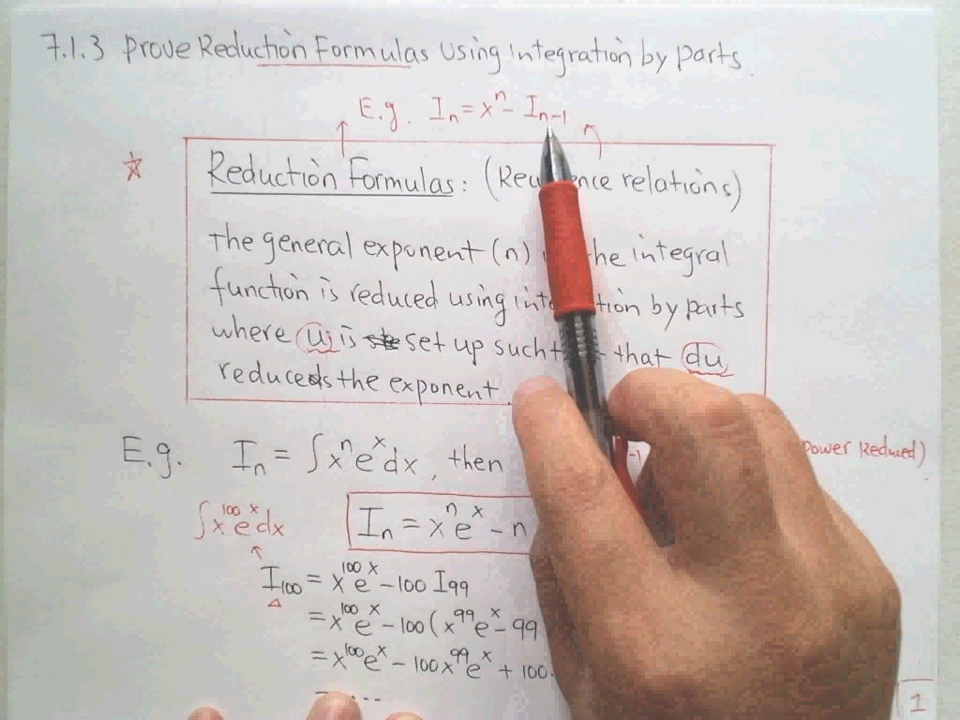 7.1.3 Prove Reduction Formulas Using Integration by parts
E.g. Iₙ = xⁿ - Iₙ₋₁
Reduction Formulas: (Recurrence relations)
The general exponent (n) the integral
function is reduced using integration by parts
where u is set up such that du
reduces the exponent.
E.g. Iₙ = ∫xⁿeˣdx, then
-1 power Reduced)
∫x¹⁰⁰eˣdx Iₙ = xⁿeˣ - n
I₁₀₀ = x¹⁰⁰eˣ - 100 I₉₉
= x¹⁰⁰eˣ - 100(x⁹⁹eˣ - 99
= x¹⁰⁰eˣ - 100x⁹⁹eˣ + 100.
= ....
1